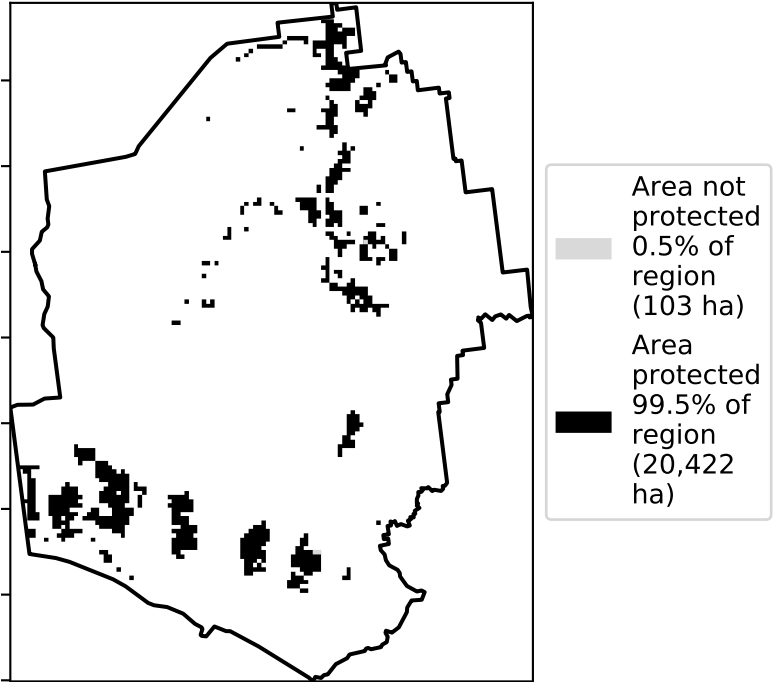 Area not
protected
0.5% of
region
(103 ha)
Area
protected
99.5% of
region
(20,422
ha)